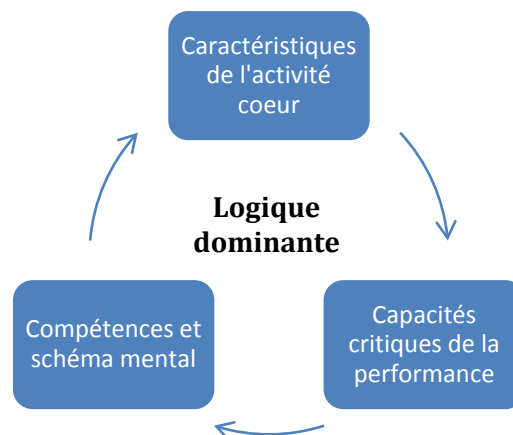 Caractéristiques
de l'activité
coeur
Logique
dominante
Compétences et
schéma mental
Capacités
critiques de la
performance